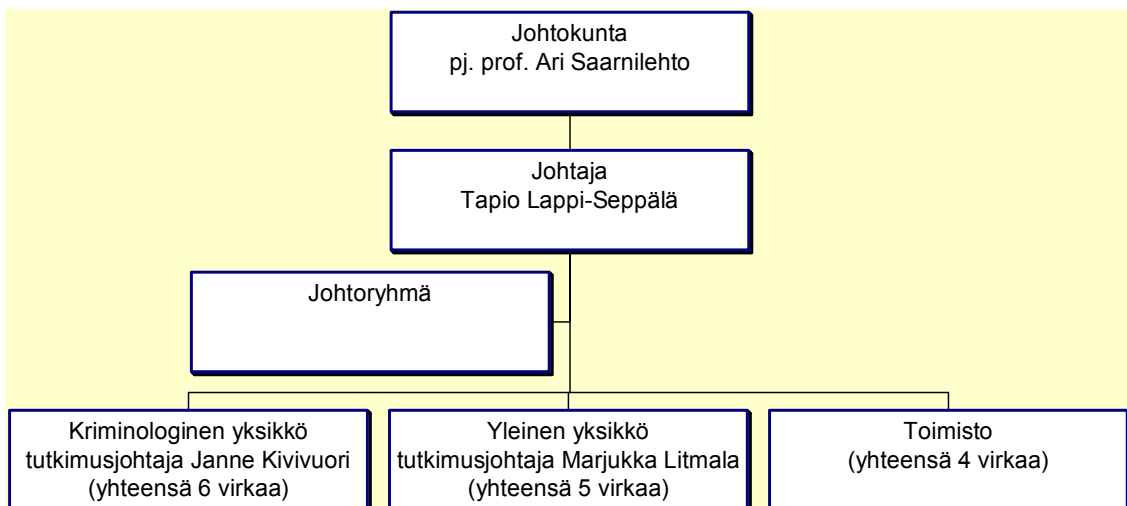 Johtokunta
pj. prof. Ari Saarnilehto
Johtaja
Tapio Lappi-Seppälä
Johtoryhmä
Kriminologinen yksikkö
tutkimusjohtaja Janne Kivivuori
(yhteensä 6 virkaa)
Yleinen yksikkö
tutkimusjohtaja Marjukka Litmala
(yhteensä 5 virkaa)
Toimisto
(yhteensä 4 virkaa)